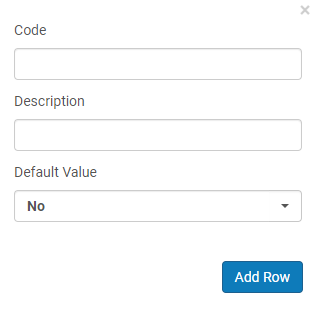 ×
Code
Description
Default Value
No
Add Row